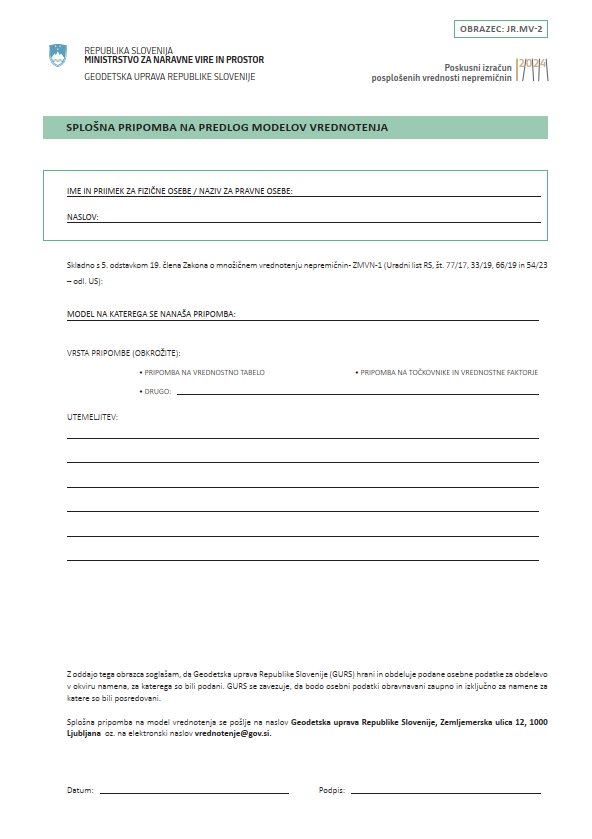 OBRAZEC: JR.MV-2
REPUBLIKA SLOVENIJA
MINISTRSTVO ZA NARAVNE VIRE IN PROSTOR
GEODETSKA UPRAVA REPUBLIKE SLOVENIJE
Poskusni izračun
posplošenih vrednosti nepremičnin
2024
SPLOŠNA PRIPOMBA NA PREDLOG MODELOV VREDNOTENJA
IME IN PRIIMEK ZA FIZIČNE OSEBE / NAZIV ZA PRAVNE OSEBE:
NASLOV:
Skladno s 5. odstavkom 19. člena Zakona o množičnem vrednotenju nepremičnin- ZMVN-1 (Uradni list RS, št. 77/17, 33/19, 66/19 in 54/23
– odl. US):
MODEL NA KATEREGA SE NANAŠA PRIPOMBA:
VRSTA PRIPOMBE (OBKROŽITE):
• PRIPOMBA NA VREDNOSTNO TABELO
• PRIPOMBA NA TOČKOVNIKE IN VREDNOSTNE FAKTORJE
• DRUGO:
UTEMELJITEV:
Z oddajo tega obrazca soglašam, da Geodetska uprava Republike Slovenije (GURS) hrani in obdeluje podane osebne podatke za obdelavo
v okviru namena, za katerega so bili podani. GURS se zavezuje, da bodo osebni podatki obravnavani zaupno in izključno za namene za
katere so bili posredovani.
Splošna pripomba na model vrednotenja se pošlje na naslov Geodetska uprava Republike Slovenije, Zemljemerska ulica 12, 1000
Ljubljana oz. na elektronski naslov vrednotenje@gov.si.
Datum:
Podpis: